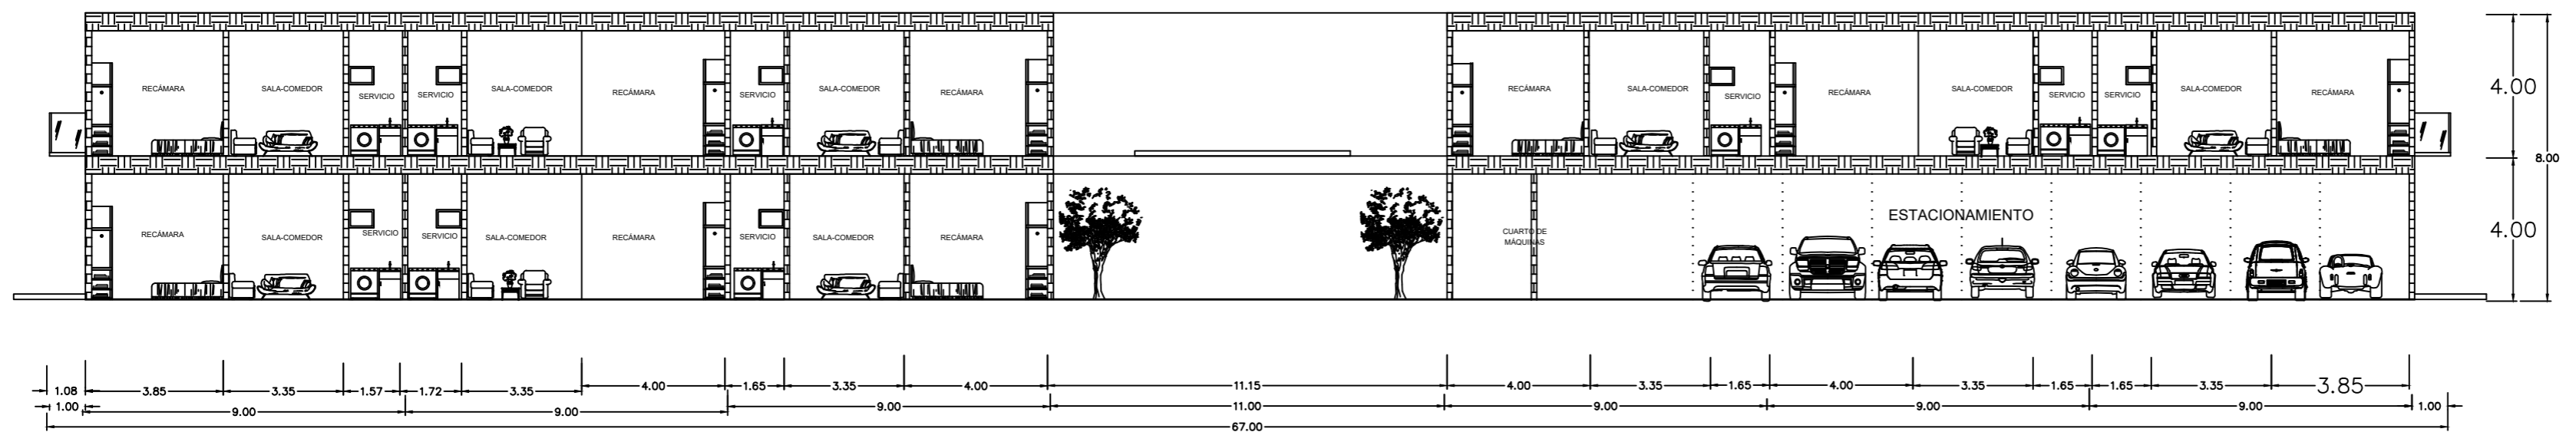 RECÁMARA
SALA-COMEDOR
SERVICIO
SERVICIO
SALA-COMEDOR
RECÁMARA
SERVICIO
SALA-COMEDOR
RECÁMARA
RECÁMARA
SALA-COMEDOR
SERVICIO
RECÁMARA
SALA-COMEDOR
SERVICIO
SERVICIO
SALA-COMEDOR
RECÁMARA
4.00
8.00
RECÁMARA
SALA-COMEDOR
SERVICIO
SERVICIO
SALA-COMEDOR
RECÁMARA
SERVICIO
SALA-COMEDOR
RECÁMARA
CUARTO DE
MÁQUINAS
ESTACIONAMIENTO
4.00
1.08
3.85
3.35
1.57
1.72
3.35
4.00
1.65
3.35
4.00
11.15
4.00
3.35
1.65
4.00
3.35
1.65
1.65
3.35
3.85
1.00
9.00
9.00
9.00
11.00
9.00
9.00
9.00
1.00
67.00